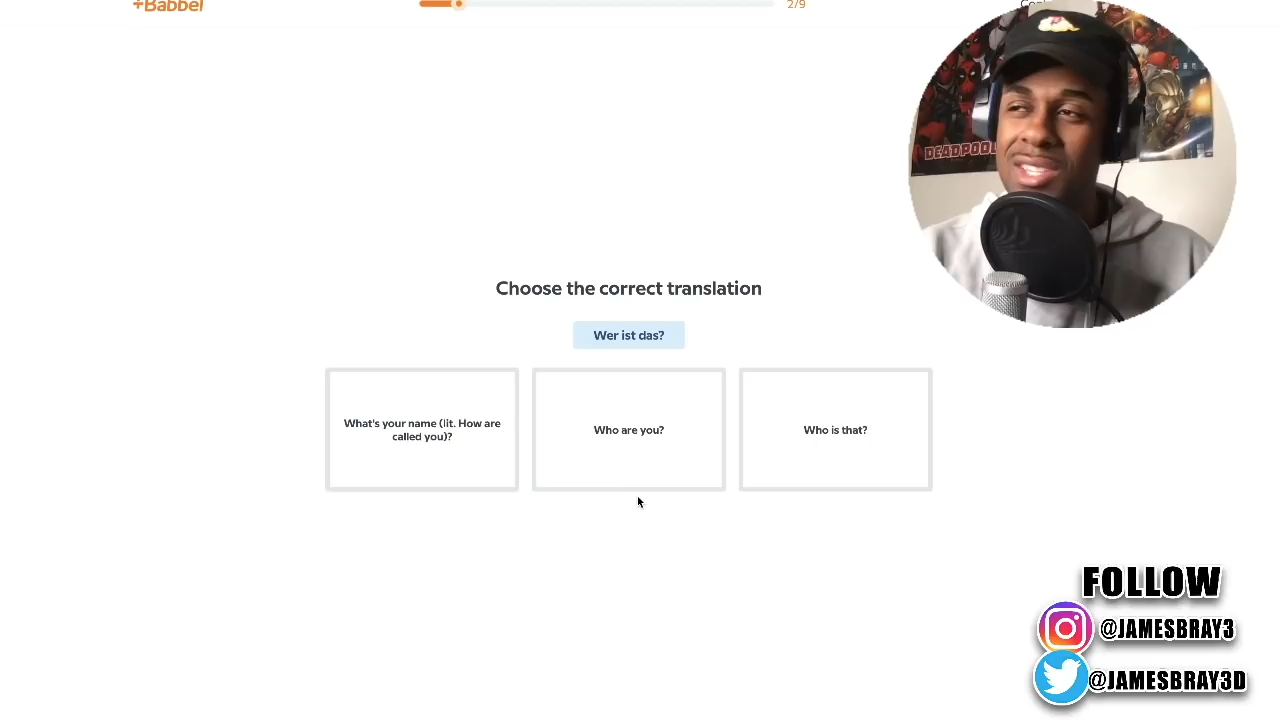 +Babbel
2/9
DEADPOOL
Choose the correct translation
Wer ist das?
What's your name (lit. How are
called you)?
Who are you?
Who is that?
FOLLOW
@JAMESBRAY3
@JAMESBRAY3D